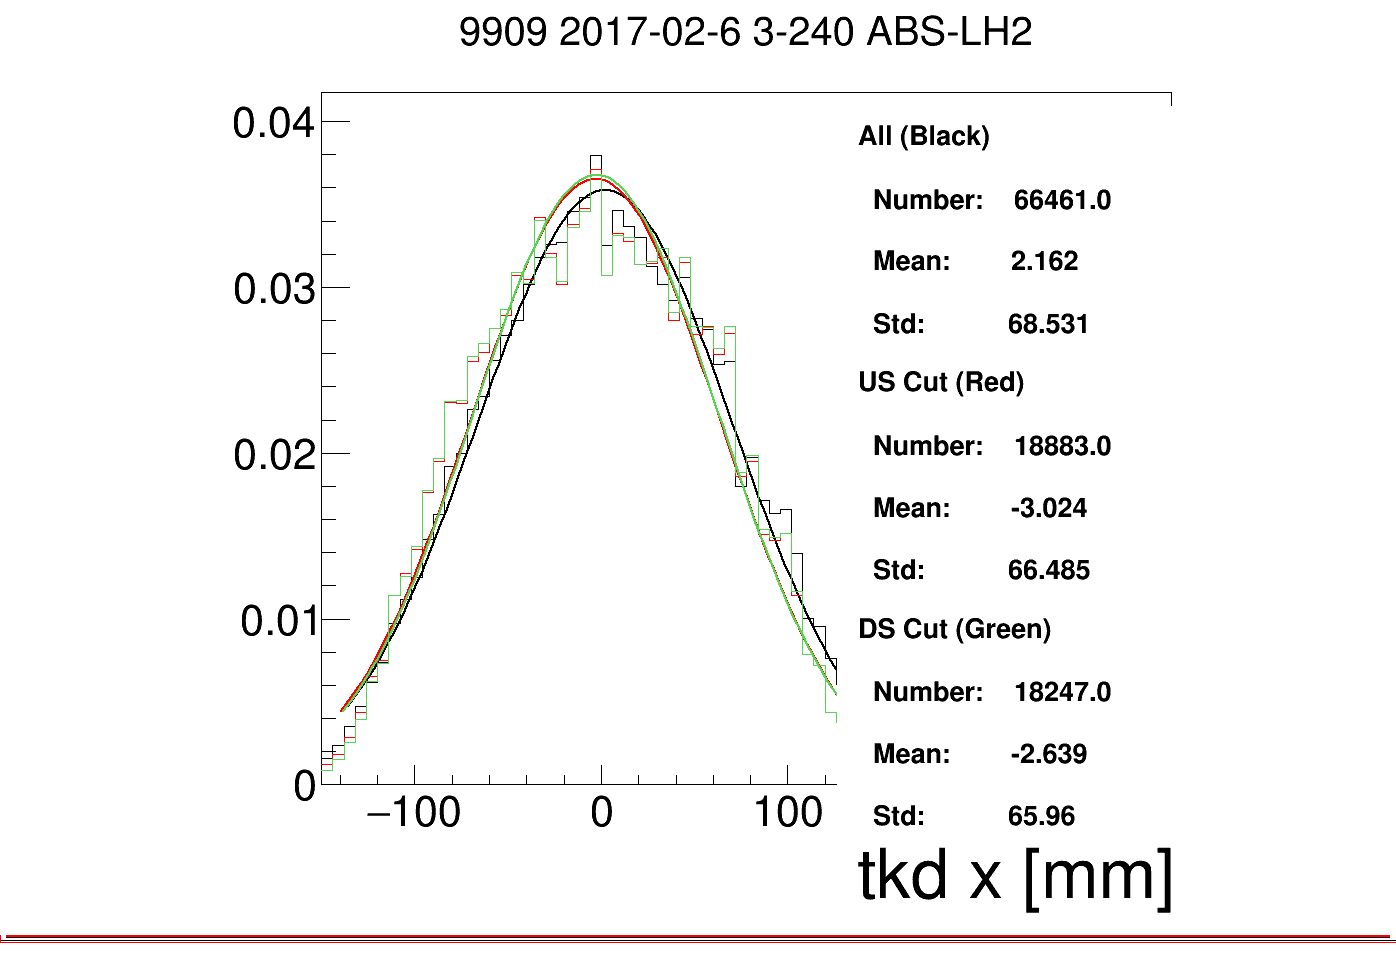 9909 2017-02-6 3-240 ABS-LH2
0.04
0.03
0.02
0.01
0
−100 0 100
All (Black)
Number: 66461.0
Mean: 2.162
Std: 68.531
US Cut (Red)
Number: 18883.0
Mean: -3.024
Std: 66.485
DS Cut (Green)
Number: 18247.0
Mean: -2.639
Std: 65.96
tkd x [mm]